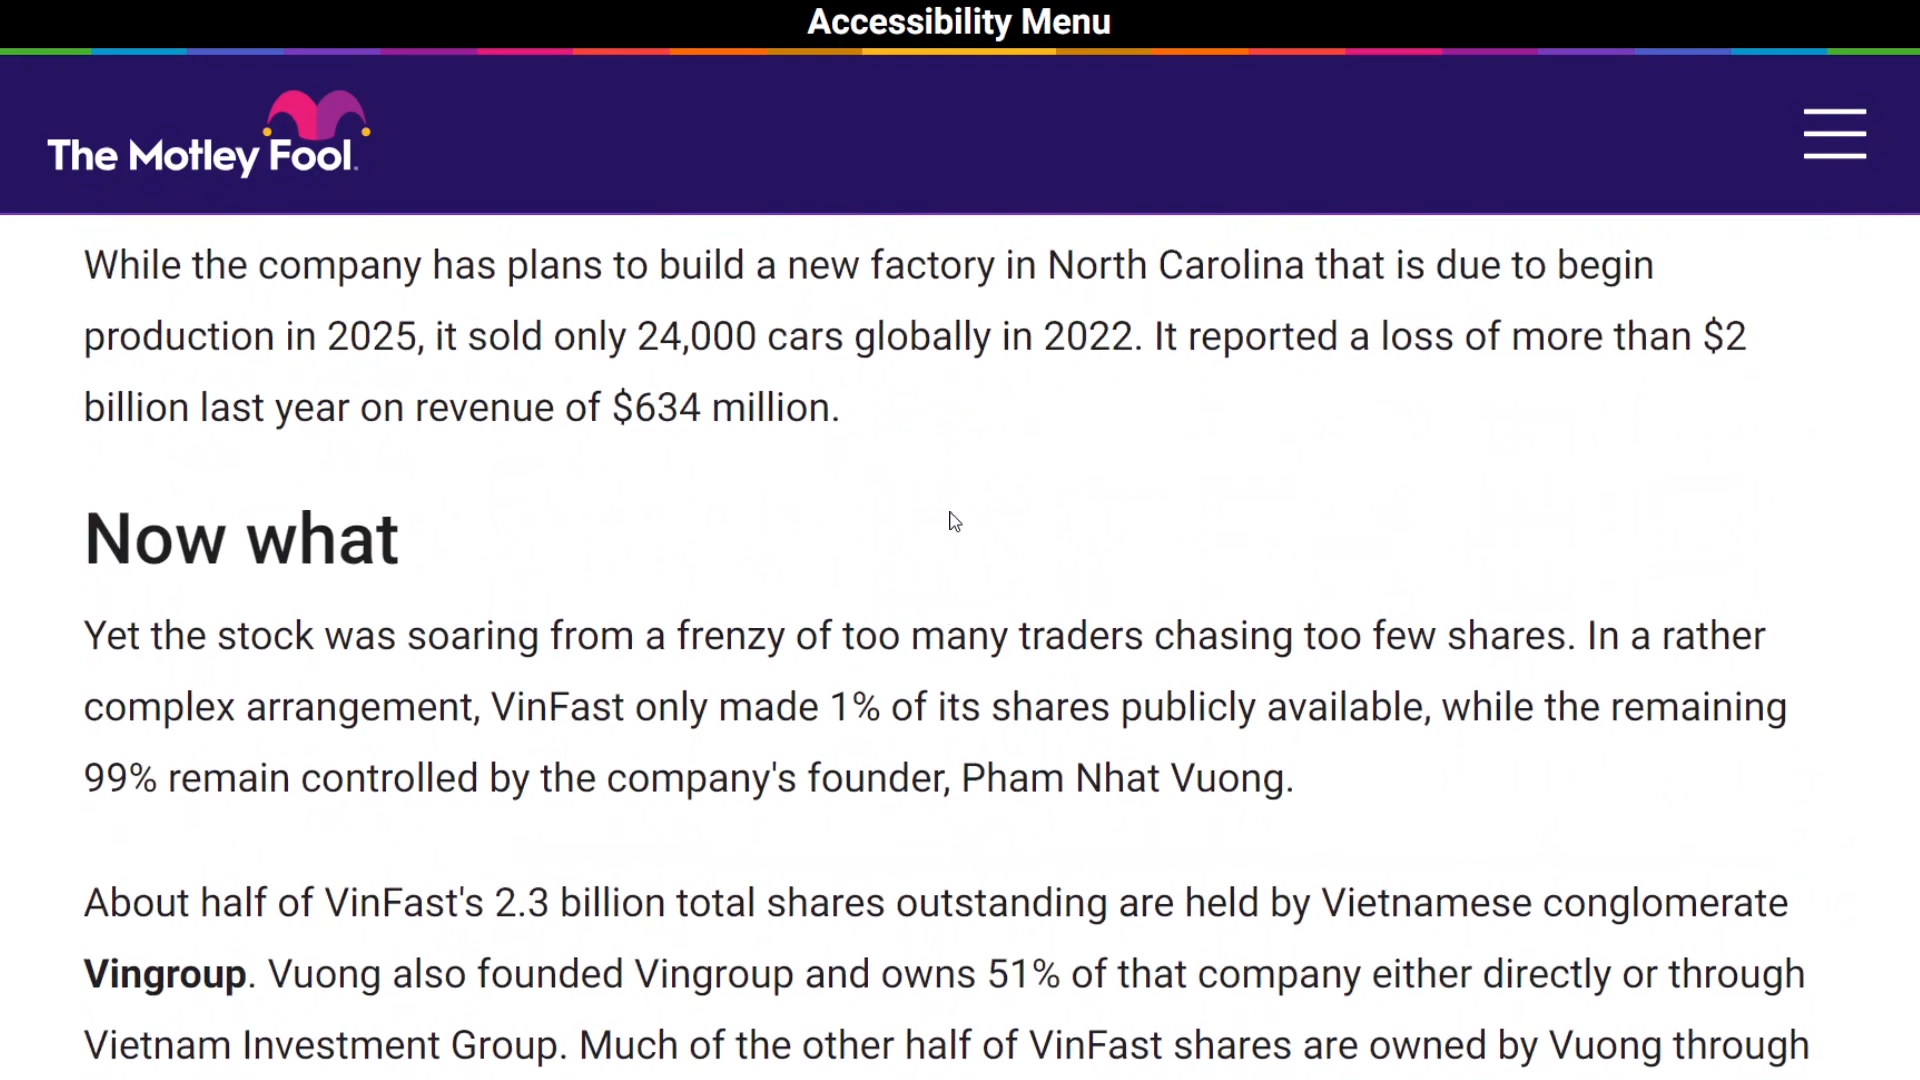 Accessibility Menu
The Motley Fool.
While the company has plans to build a new factory in North Carolina that is due to begin
production in 2025, it sold only 24,000 cars globally in 2022. It reported a loss of more than $2
billion last year on revenue of $634 million.
Now what
Yet the stock was soaring from a frenzy of too many traders chasing too few shares. In a rather
complex arrangement, VinFast only made 1% of its shares publicly available, while the remaining
99% remain controlled by the company's founder, Pham Nhat Vuong.
About half of VinFast's 2.3 billion total shares outstanding are held by Vietnamese conglomerate
Vingroup. Vuong also founded Vingroup and owns 51% of that company either directly or through
Vietnam Investment Group. Much of the other half of VinFast shares are owned by Vuong through